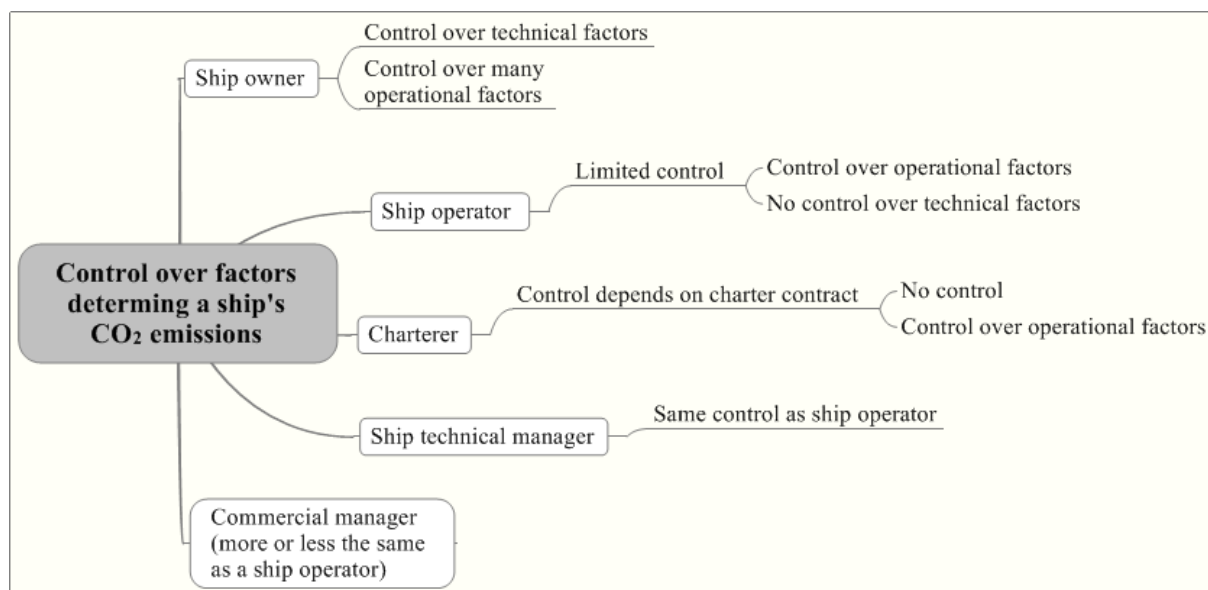 Control over factors
determing a ship's
CO₂ emissions
Ship owner
Control over technical factors
Control over many
operational factors
Ship operator
Limited control
Control over operational factors
No control over technical factors
Charterer
Control depends on charter contract
No control
Control over operational factors
Ship technical manager
Same control as ship operator
Commercial manager
(more or less the same
as a ship operator)